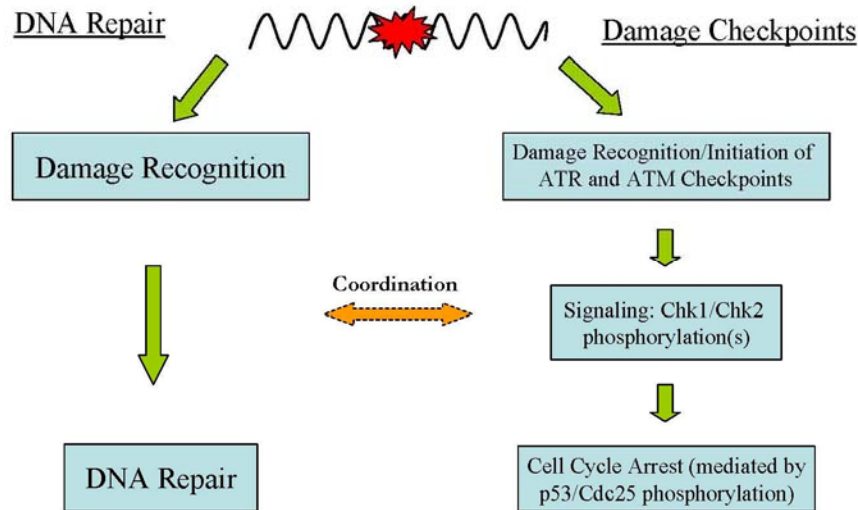 DNA Repair
Damage Checkpoints
Damage Recognition
Damage Recognition/Initiation of
ATR and ATM Checkpoints
Coordination
Signaling: Chk1/Chk2
phosphorylation(s)
DNA Repair
Cell Cycle Arrest (mediated by
p53/Cdc25 phosphorylation)